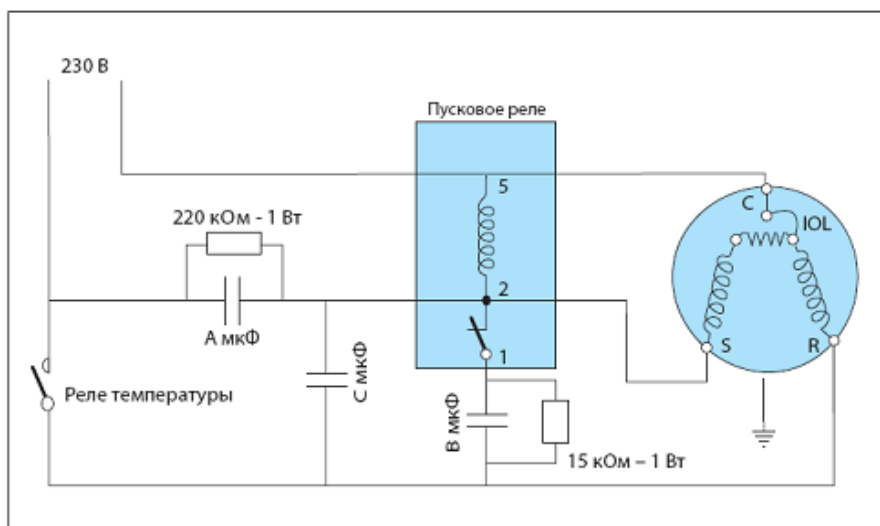 230 В
Пусковое реле
5
C
IOL
220 кОм - 1 Вт
2
А мкФ
S
R
1
С мкФ
Реле температуры
В мкФ
15 кОм – 1 Вт